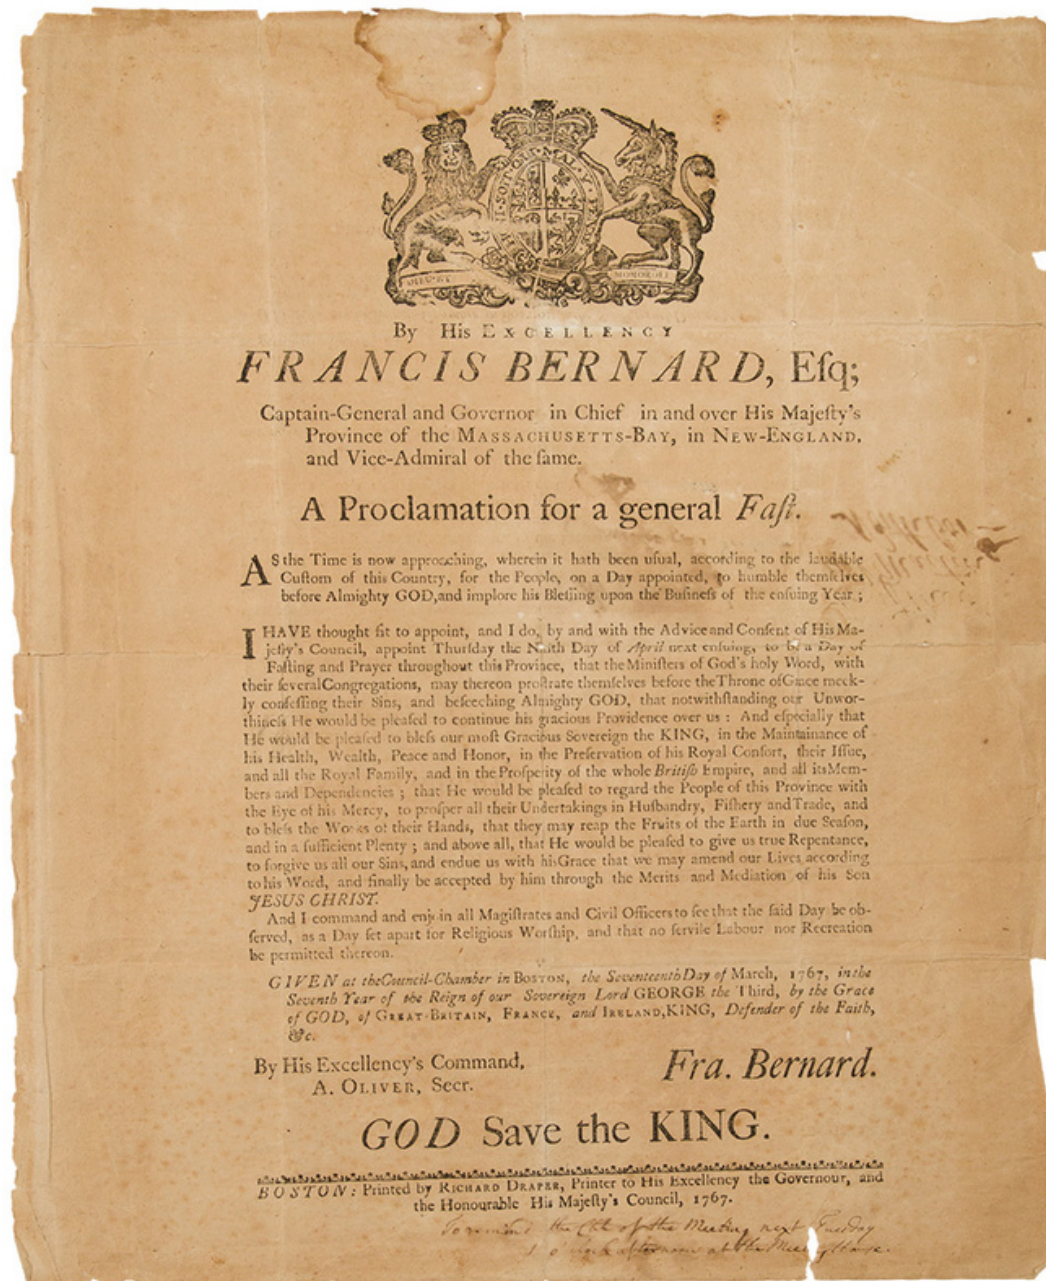 HONI·SOIT·QUI·MAL·Y·PENSE
By His EXCELLENCY
FRANCIS BERNARD, Eſq;
Captain-General and Governor in Chief in and over His Majeſty's
Province of the MASSACHUSETTS-BAY, in NEW-ENGLAND,
and Vice-Admiral of the ſame.
A Proclamation for a general Faſt.
AS the Time is now approaching, wherein it hath been uſual, according to the laudable
Cuſtom of this Country, for the People, on a Day appointed, to humble themſelves
before Almighty GOD, and implore his Bleſſing upon the Buſineſs of the enſuing Year;
I HAVE thought fit to appoint, and I do, by and with the Advice and Conſent of His Ma-
jeſty's Council, appoint Thurſday the Ninth Day of April next enſuing, to be a Day of
Faſting and Prayer throughout this Province, that the Miniſters of God's holy Word, with
their ſeveral Congregations, may thereon proſtrate themſelves before the Throne of Grace meek-
ly confeſſing their Sins, and beſeeching Almighty GOD, that notwithſtanding our Unwor-
thineſs He would be pleaſed to continue his gracious Providence over us : And eſpecially that
He would be pleaſed to bleſs our moſt Gracious Sovereign the KING, in the Maintainance of
his Health, Wealth, Peace and Honor, in the Preſervation of his Royal Conſort, their Iſſue,
and all the Royal Family, and in the Proſperity of the whole Britiſh Empire, and all its Mem-
bers and Dependencies ; that He would be pleaſed to regard the People of this Province with
the Eye of his Mercy, to proſper all their Undertakings in Huſbandry, Fiſhery and Trade, and
to bleſs the Works of their Hands, that they may reap the Fruits of the Earth in due Seaſon,
and in a ſufficient Plenty ; and above all, that He would be pleaſed to give us true Repentance,
to forgive us all our Sins, and endue us with his Grace that we may amend our Lives according
to his Word, and finally be accepted by him through the Merits and Mediation of his Son
JESUS CHRIST.
And I command and enjoin all Magiſtrates and Civil Officers to ſee that the ſaid Day be ob-
ſerved, as a Day ſet apart for Religious Worſhip, and that no ſervile Labour nor Recreation
be permitted thereon.
GIVEN at the Council-Chamber in BOSTON, the Seventeenth Day of March, 1767, in the
Seventh Year of the Reign of our Sovereign Lord GEORGE the Third, by the Grace
of GOD, of GREAT-BRITAIN, FRANCE, and IRELAND, KING, Defender of the Faith,
&c.
By His Excellency's Command,
A. OLIVER, Secr.
Fra. Bernard.
GOD Save the KING.
BOSTON: Printed by RICHARD DRAPER, Printer to His Excellency the Governour, and
the Honourable His Majeſty's Council, 1767.
the of the Meeting next Tuesday
at the Meeting House.